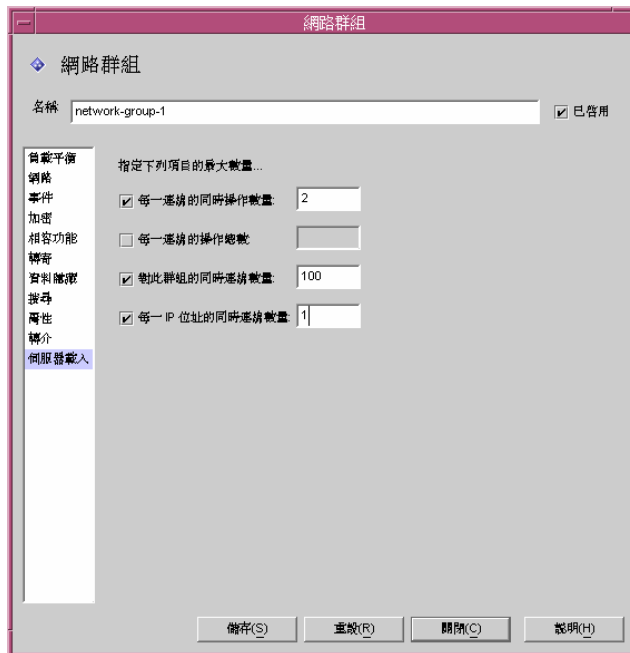 網路群組
網路群組
名稱 network-group-1 已啓用
負載平衡
網路
事件
加密
相容功能
轉寄
資料隱藏
搜尋
屬性
轉介
伺服器載入
指定下列項目的最大數量...
每一連線的同時操作數量: 2
每一連線的操作總數
對此群組的同時連線數量: 100
每一 IP 位址的同時連線數量: 1
儲存(S) 重設(R) 關閉(C) 說明(H)